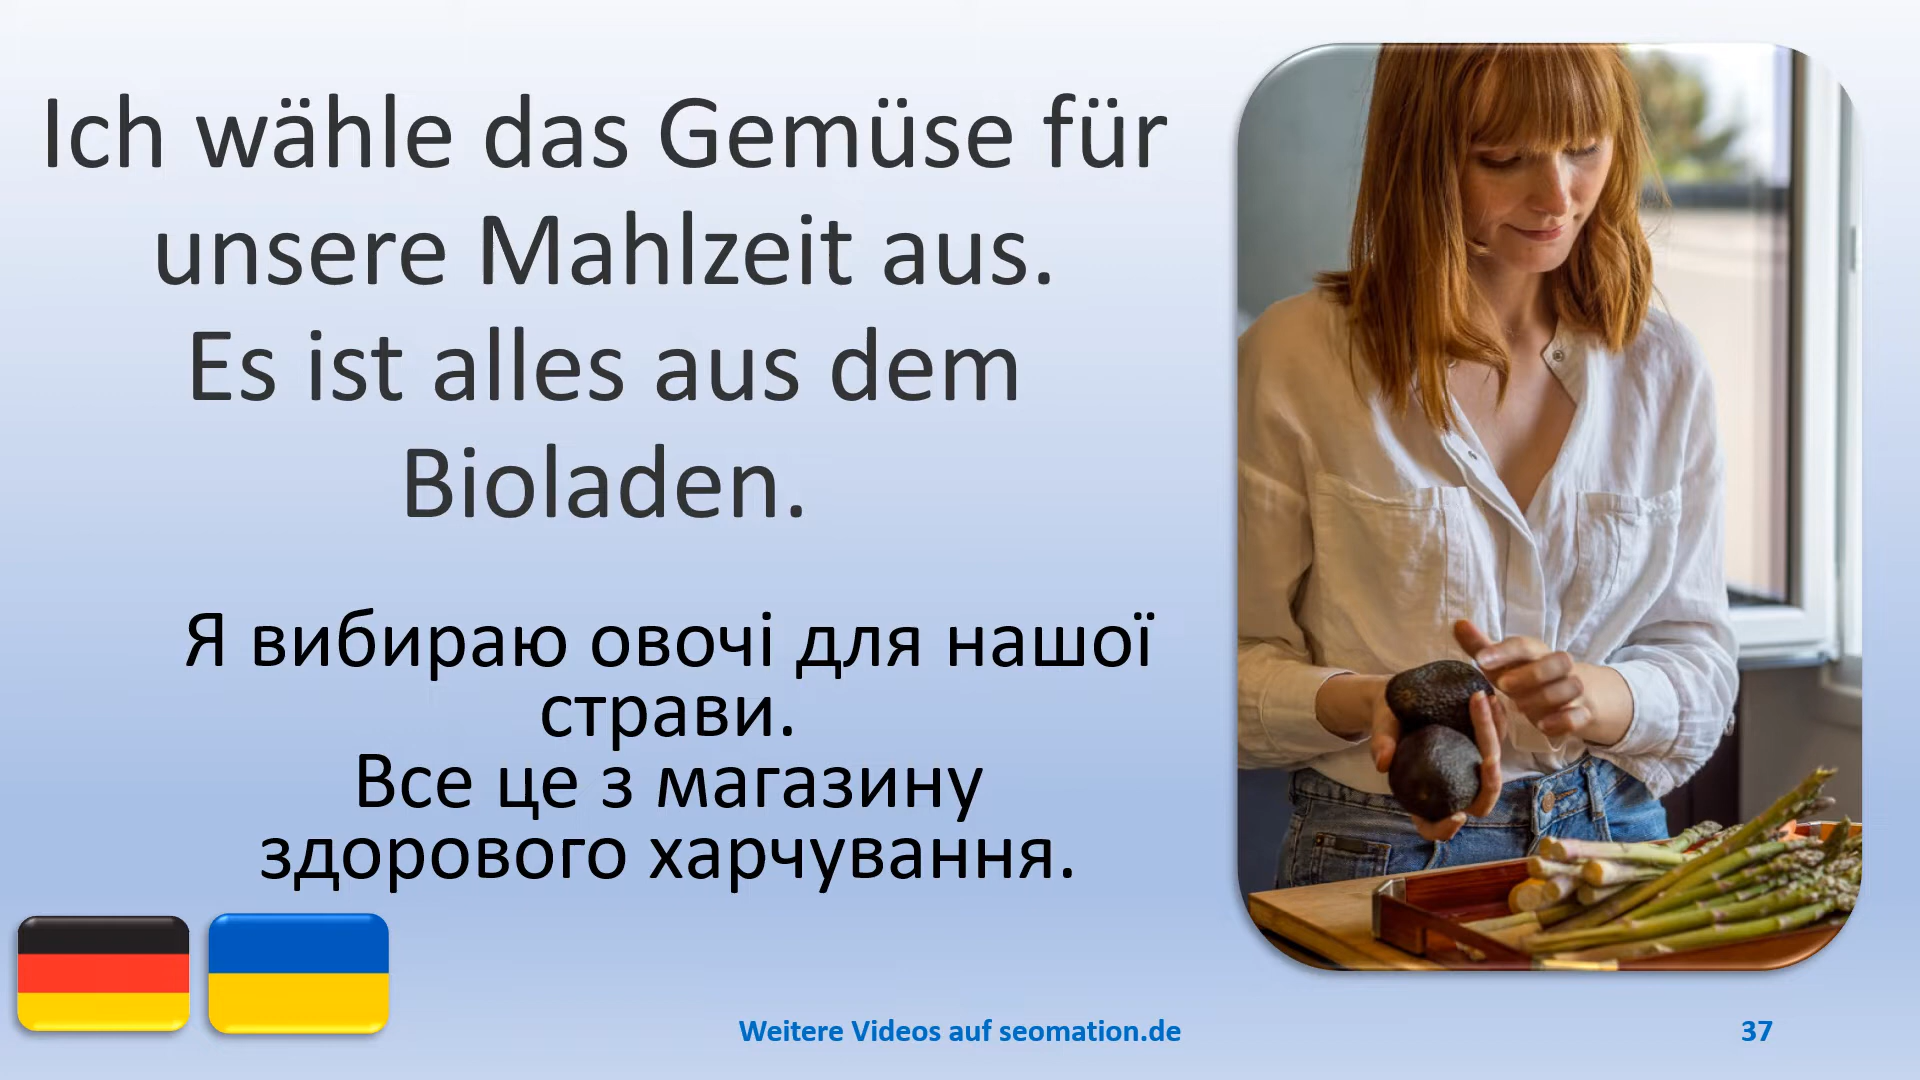 Ich wähle das Gemüse für
unsere Mahlzeit aus.
Es ist alles aus dem
Bioladen.
Я вибираю овочі для нашої
страви.
Все це з магазину
здорового харчування.
Weitere Videos auf seomation.de
37